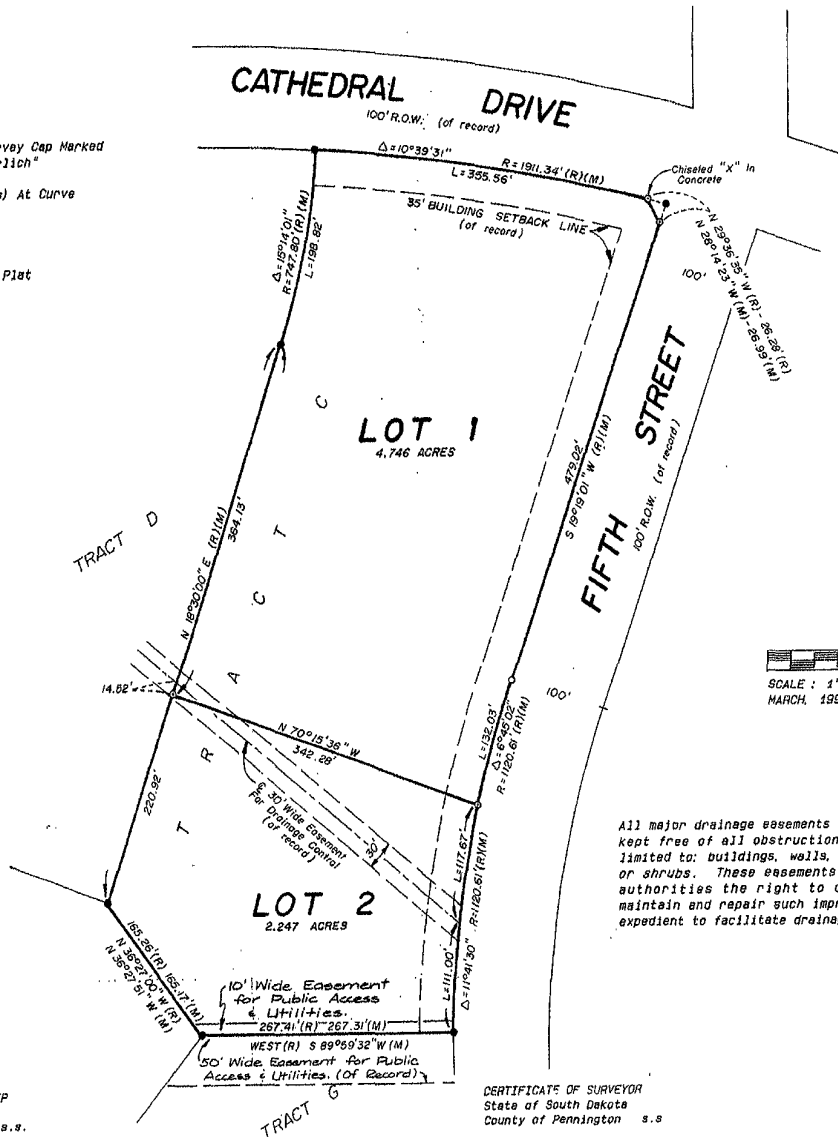 CATHEDRAL DRIVE
100' R.O.W. (of record)
vey Cap Marked
lich"
) At Curve
Plat
Δ=10°39'31"
R=1911.34'(R)(M)
L=355.56'
Chiseled "X" In
Concrete
35' BUILDING SETBACK LINE
(of record)
N 29°36'35" W (R) - 26.28'(R)
N 26°14'23" W (M) - 26.99'(M)
Δ=15°14'01"
R=747.80'(R)(M)
L=198.82'
100'
LOT 1
4.746 ACRES
FIFTH STREET
100' R.O.W. (of record)
479.02'
S 19°19'01" W (R)(M)
TRACT D
N 18°30'00" E (R)(M)
364.13'
TRACT C
14.62'
100'
SCALE : 1"
MARCH, 199
L=132.03'
Δ=6°45'02"
R=1120.61'(R)(M)
N 70°15'36" W
342.28'
220.92'
℄ 30' Wide Easement
For Drainage Control
(of record)
30'
L=117.67'
R=1120.61'(R)(M)
L=111.00'
Δ=11°41'30"
All major drainage easements
kept free of all obstruction
limited to: buildings, walls,
or shrubs. These easements
authorities the right to c
maintain and repair such impr
expedient to facilitate draina
LOT 2
2.247 ACRES
165.26'(R) 165.17'(M)
N 36°27'00" W (R)
N 36°27'51" W (M)
10' Wide Easement
for Public Access
& Utilities.
267.41'(R) 267.31'(M)
WEST(R) S 89°59'32" W (M)
50' Wide Easement for Public
Access & Utilities. (Of Record)
TRACT G
P
s.s.
CERTIFICATE OF SURVEYOR
State of South Dakota
County of Pennington s.s